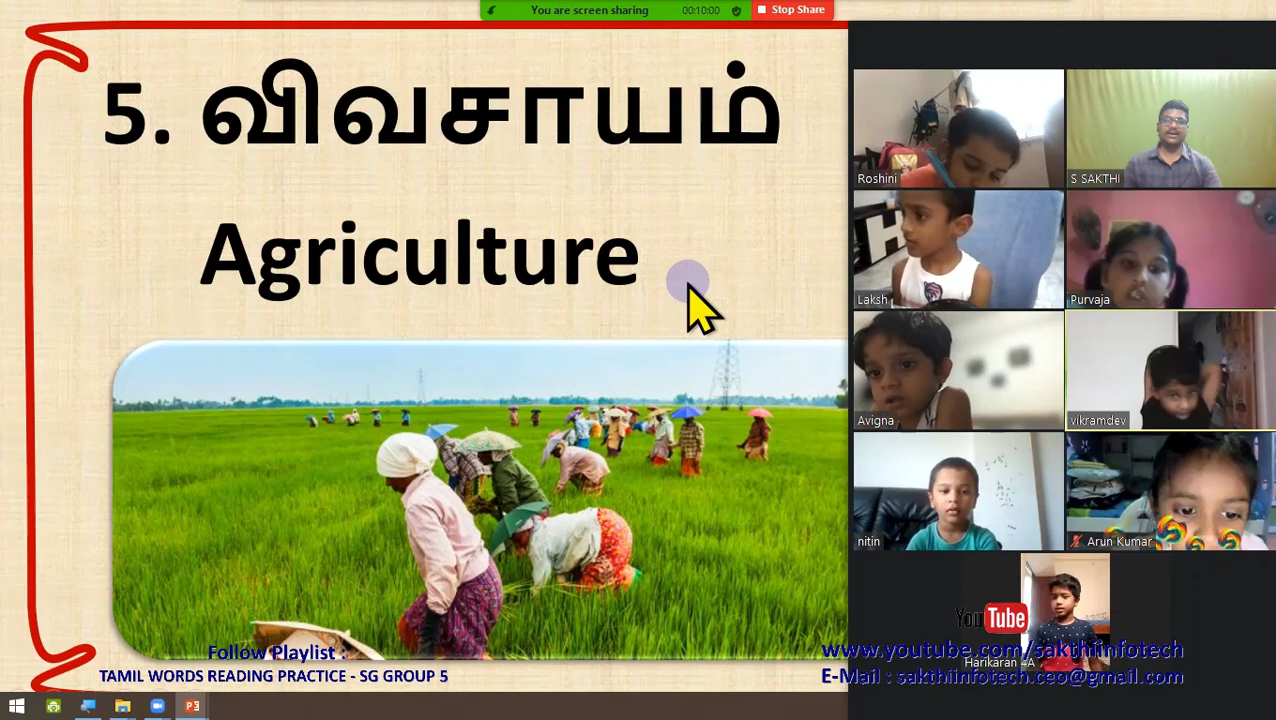 You are screen sharing 00:10:00 Stop Share
5. விவசாயம்
Agriculture
Roshini
S SAKTHI
Laksh
Purvaja
Avigna
vikramdev
nitin
Arun Kumar
YouTube
Harikaran 4A
Follow Playlist :
TAMIL WORDS READING PRACTICE - SG GROUP 5
www.youtube.com/sakthiinfotech
E-Mail : sakthiinfotech.ceo@gmail.com